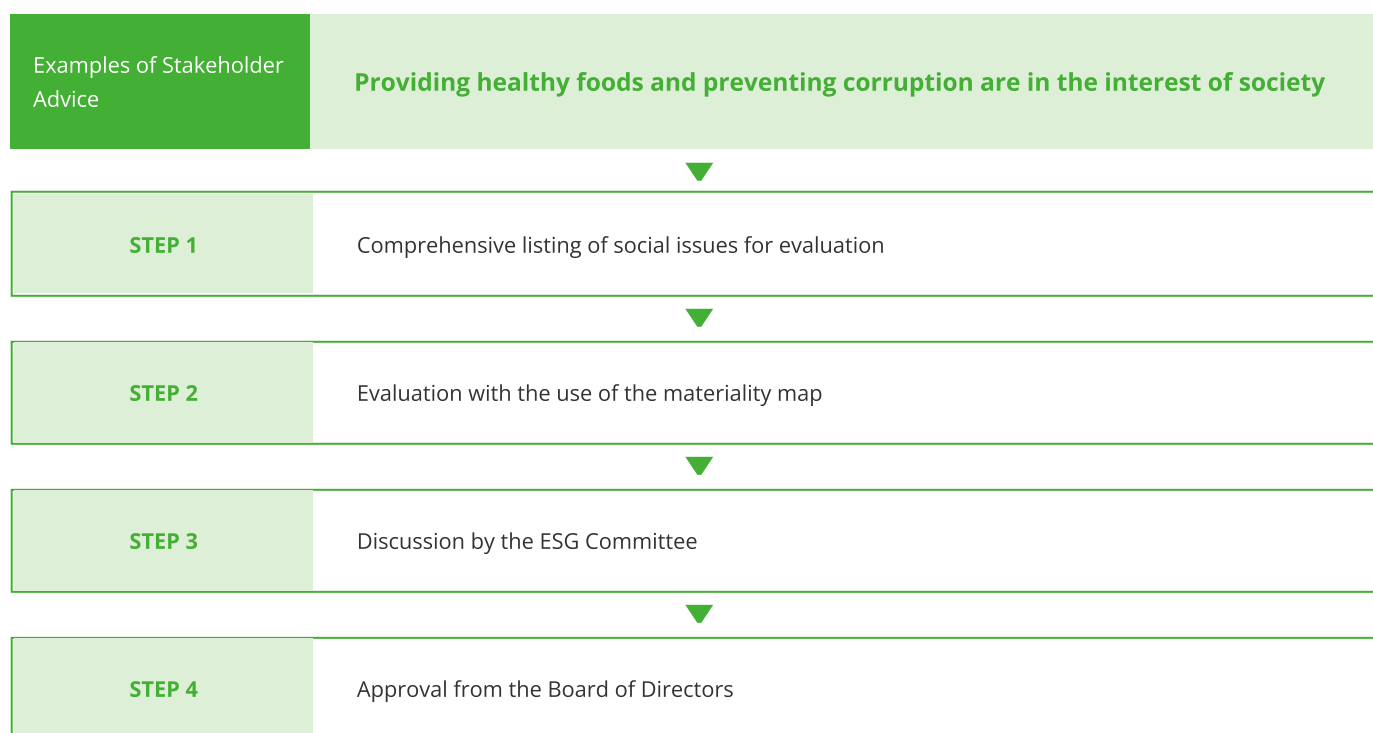 Examples of Stakeholder
Advice
Providing healthy foods and preventing corruption are in the interest of society
STEP 1
Comprehensive listing of social issues for evaluation
STEP 2
Evaluation with the use of the materiality map
STEP 3
Discussion by the ESG Committee
STEP 4
Approval from the Board of Directors